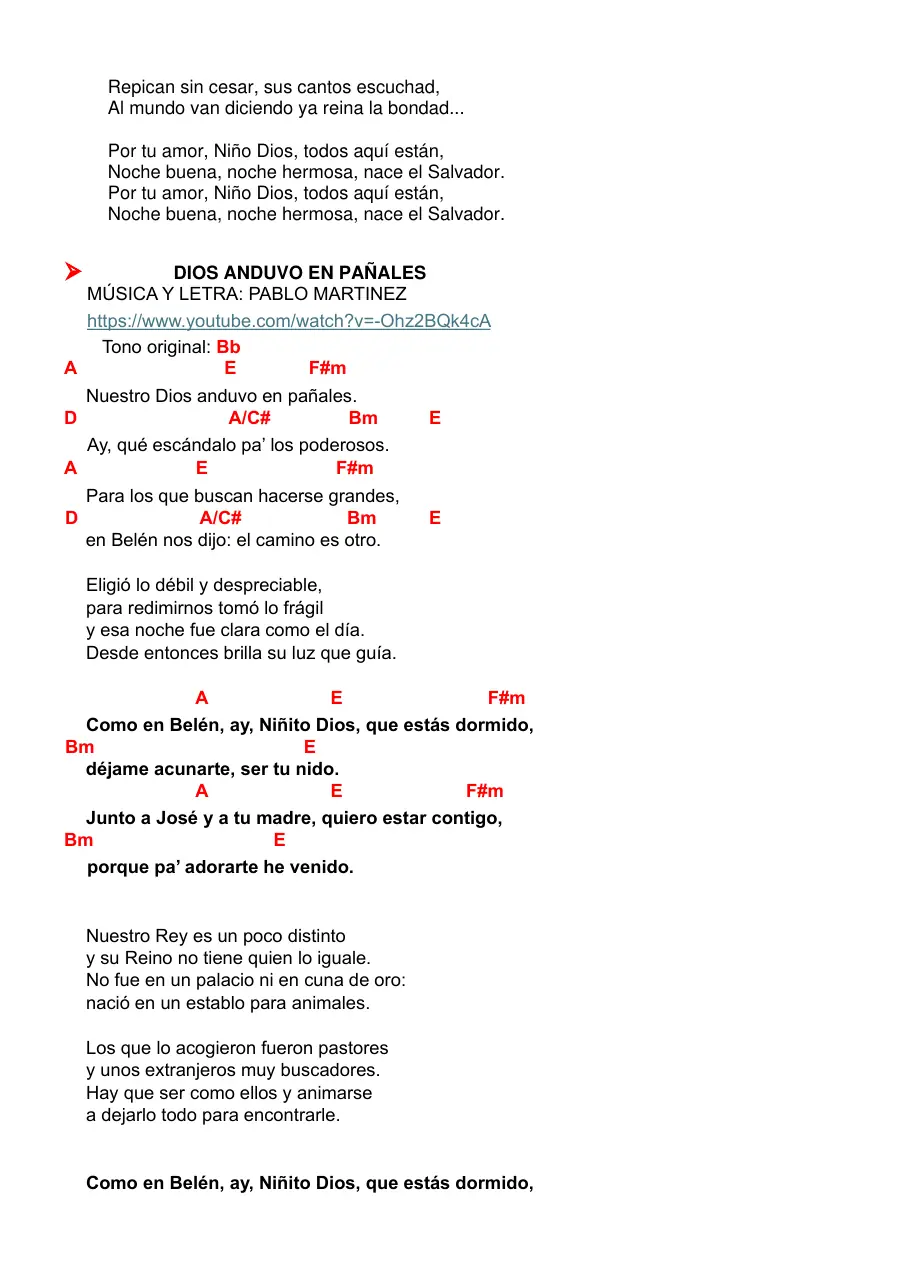 Repican sin cesar, sus cantos escuchad,
Al mundo van diciendo ya reina la bondad...
Por tu amor, Niño Dios, todos aquí están,
Noche buena, noche hermosa, nace el Salvador.
Por tu amor, Niño Dios, todos aquí están,
Noche buena, noche hermosa, nace el Salvador.
DIOS ANDUVO EN PAÑALES
MÚSICA Y LETRA: PABLO MARTINEZ
https://www.youtube.com/watch?v=-Ohz2BQk4cA
Tono original: Bb
A E F#m
Nuestro Dios anduvo en pañales.
D A/C# Bm E
Ay, qué escándalo pa’ los poderosos.
A E F#m
Para los que buscan hacerse grandes,
D A/C# Bm E
en Belén nos dijo: el camino es otro.
Eligió lo débil y despreciable,
para redimirnos tomó lo frágil
y esa noche fue clara como el día.
Desde entonces brilla su luz que guía.
A E F#m
Como en Belén, ay, Niñito Dios, que estás dormido,
Bm E
déjame acunarte, ser tu nido.
A E F#m
Junto a José y a tu madre, quiero estar contigo,
Bm E
porque pa’ adorarte he venido.
Nuestro Rey es un poco distinto
y su Reino no tiene quien lo iguale.
No fue en un palacio ni en cuna de oro:
nació en un establo para animales.
Los que lo acogieron fueron pastores
y unos extranjeros muy buscadores.
Hay que ser como ellos y animarse
a dejarlo todo para encontrarle.
Como en Belén, ay, Niñito Dios, que estás dormido,